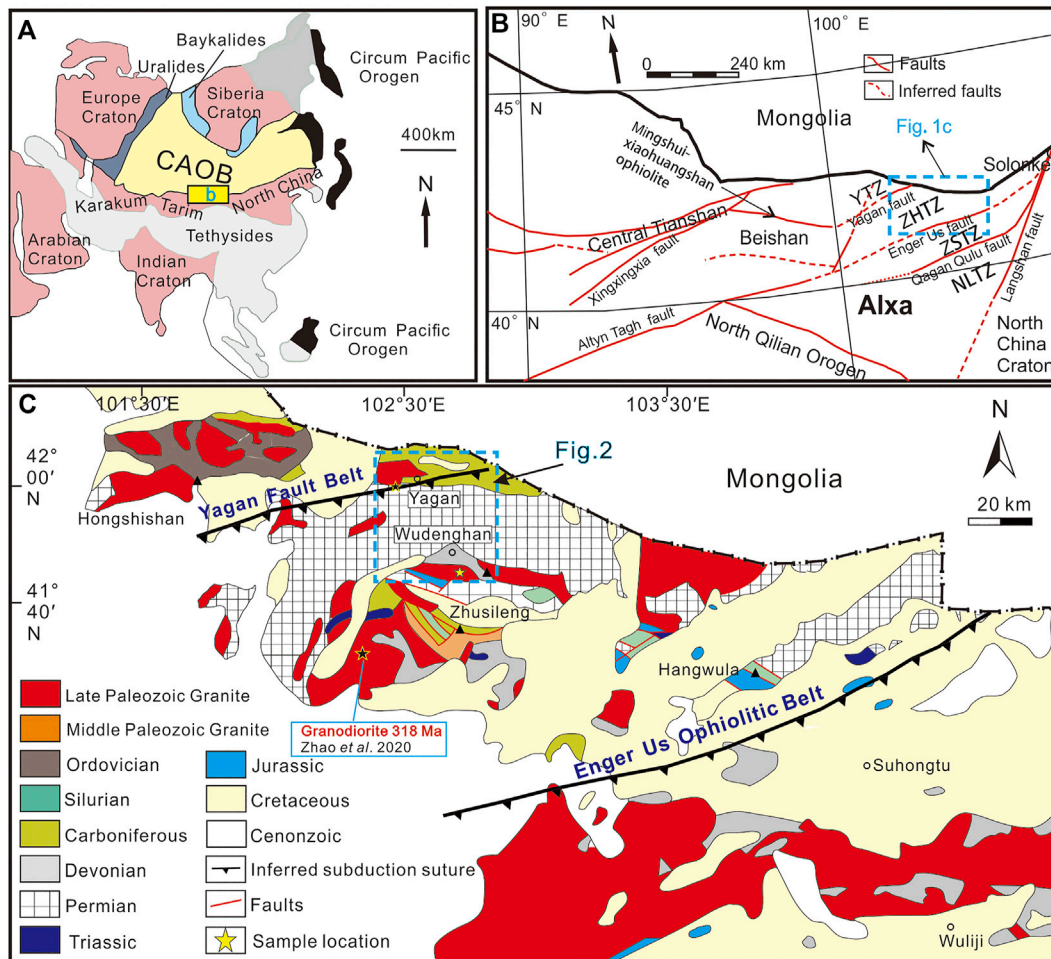 A
Baykalides
Uralides
Circum Pacific
Orogen
Europe
Craton
Siberia
Craton
400km
CAOB
b
North China
Karakum
Tarim
N
Tethysides
Arabian
Craton
Indian
Craton
Circum Pacific
Orogen
B
90° E
100° E
N
0
240 km
Faults
Inferred faults
45° N
Mongolia
Fig. 1c
Mingshui-
xiaohuangshan
ophiolite
Solonker
YTZ
Yagan fault
ZHTZ
Central Tianshan
Beishan
Enger Us fault
ZSTZ
Xingxingxia fault
Qagan Qulu fault
NLTZ
Langshan fault
Alxa
40° N
Altyn Tagh fault
North Qilian Orogen
North
China
Craton
C
101°30'E
102°30'E
103°30'E
N
42°
00'
N
Fig.2
Mongolia
Yagan Fault Belt
Yagan
20 km
Hongshishan
Wudenghan
41°
40'
N
Zhusileng
Hangwula
Granodiorite 318 Ma
Zhao et al. 2020
Enger Us Ophiolitic Belt
Suhongtu
Wuliji
Late Paleozoic Granite
Middle Paleozoic Granite
Ordovician
Silurian
Carboniferous
Devonian
Permian
Triassic
Jurassic
Cretaceous
Cenonzoic
Inferred subduction suture
Faults
Sample location